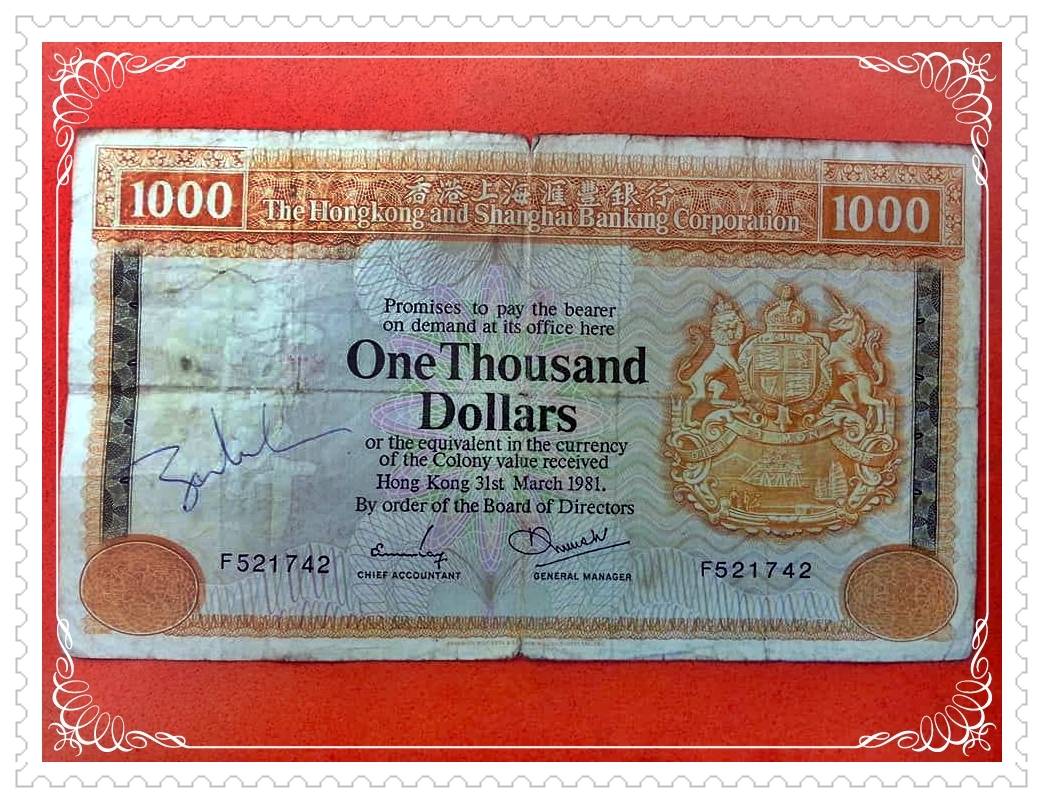 香港上海滙豐銀行
1000 The Hongkong and Shanghai Banking Corporation 1000
Promises to pay the bearer
on demand at its office here
One Thousand
Dollars
or the equivalent in the currency
of the Colony value received
Hong Kong 31st March 1981.
By order of the Board of Directors
F521742 F521742
CHIEF ACCOUNTANT GENERAL MANAGER